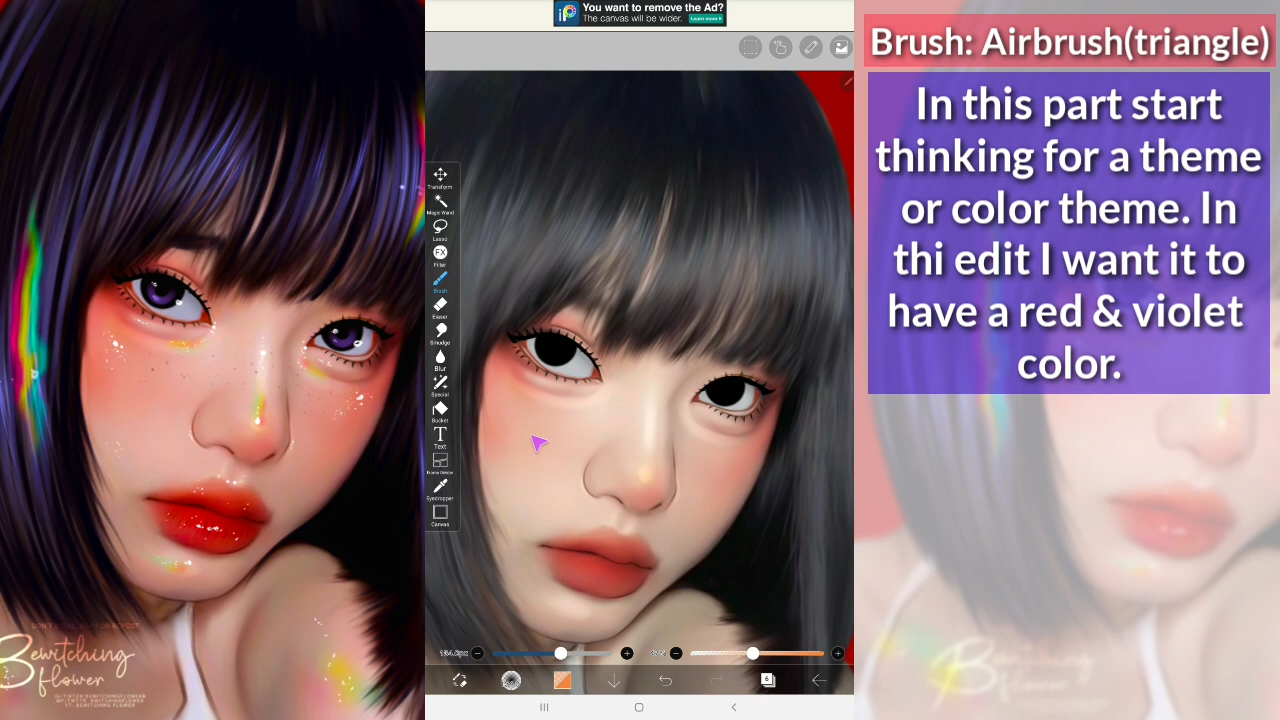 You want to remove the Ad?
The canvas will be wider.
Learn more
Brush: Airbrush(triangle)
In this part start
thinking for a theme
or color theme. In
thi edit I want it to
have a red & violet
color.
Transform
Magic Wand
Lasso
FX
Filter
Brush
Eraser
Smudge
Blur
Special
Bucket
T
Text
Eyedropper
Canvas
6
Bewitching
flower